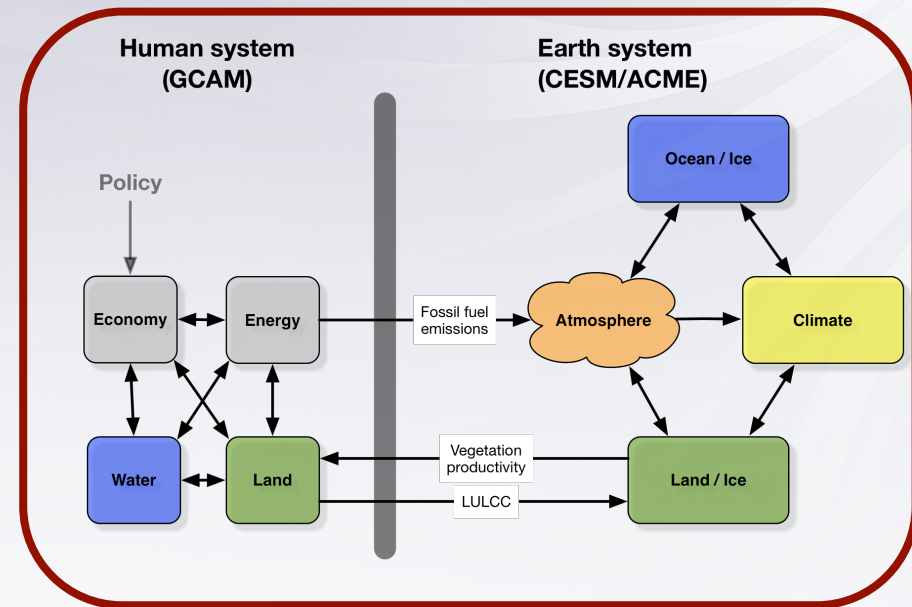 Human system
(GCAM)
Earth system
(CESM/ACME)
Ocean / Ice
Policy
Economy
Energy
Fossil fuel
emissions
Atmosphere
Climate
Vegetation
productivity
Water
Land
LULCC
Land / Ice